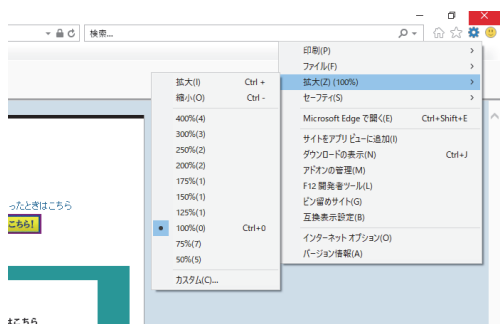 検索...
印刷(P)
ファイル(F)
拡大(Z) (100%)
セーフティ(S)
Microsoft Edge で開く(E) Ctrl+Shift+E
サイトをアプリ ビューに追加(I)
ダウンロードの表示(N) Ctrl+J
アドオンの管理(M)
F12 開発者ツール(L)
ピン留めサイト(G)
互換表示設定(B)
インターネット オプション(O)
バージョン情報(A)
拡大(I) Ctrl +
縮小(O) Ctrl -
400%(4)
300%(3)
250%(2)
200%(2)
175%(1)
150%(1)
125%(1)
100%(0) Ctrl+0
75%(7)
50%(5)
カスタム(C)...
ったときはこちら
こちら!
はこちら